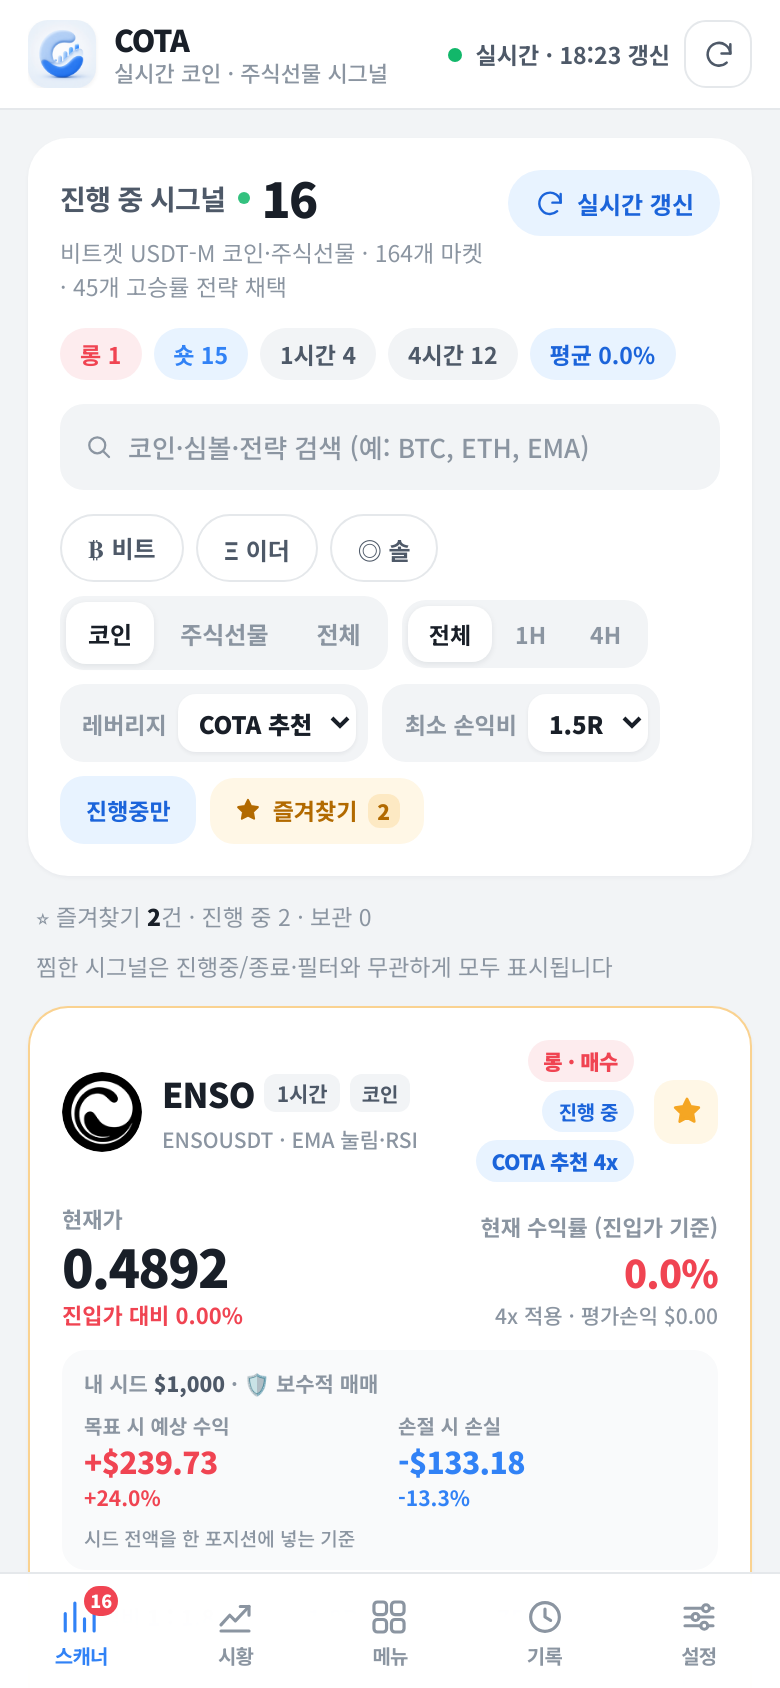 COTA
실시간 코인 · 주식선물 시그널
실시간 · 18:23 갱신
진행 중 시그널 16
실시간 갱신
비트겟 USDT-M 코인·주식선물 · 164개 마켓
· 45개 고승률 전략 채택
롱 1 숏 15 1시간 4 4시간 12 평균 0.0%
코인·심볼·전략 검색 (예: BTC, ETH, EMA)
₿ 비트 Ξ 이더 ◎ 솔
코인 주식선물 전체 전체 1H 4H
레버리지 COTA 추천 최소 손익비 1.5R
진행중만 ★ 즐겨찾기 2
⭐ 즐겨찾기 2건 · 진행 중 2 · 보관 0
찜한 시그널은 진행중/종료·필터와 무관하게 모두 표시됩니다
롱 · 매수
ENSO 1시간 코인
진행 중
ENSOUSDT · EMA 눌림·RSI
COTA 추천 4x
현재가
현재 수익률 (진입가 기준)
0.4892
0.0%
진입가 대비 0.00%
4x 적용 · 평가손익 $0.00
내 시드 $1,000 · 🛡️ 보수적 매매
목표 시 예상 수익 손절 시 손실
+$239.73 -$133.18
+24.0% -13.3%
시드 전액을 한 포지션에 넣는 기준
16
스캐너 시황 메뉴 기록 설정